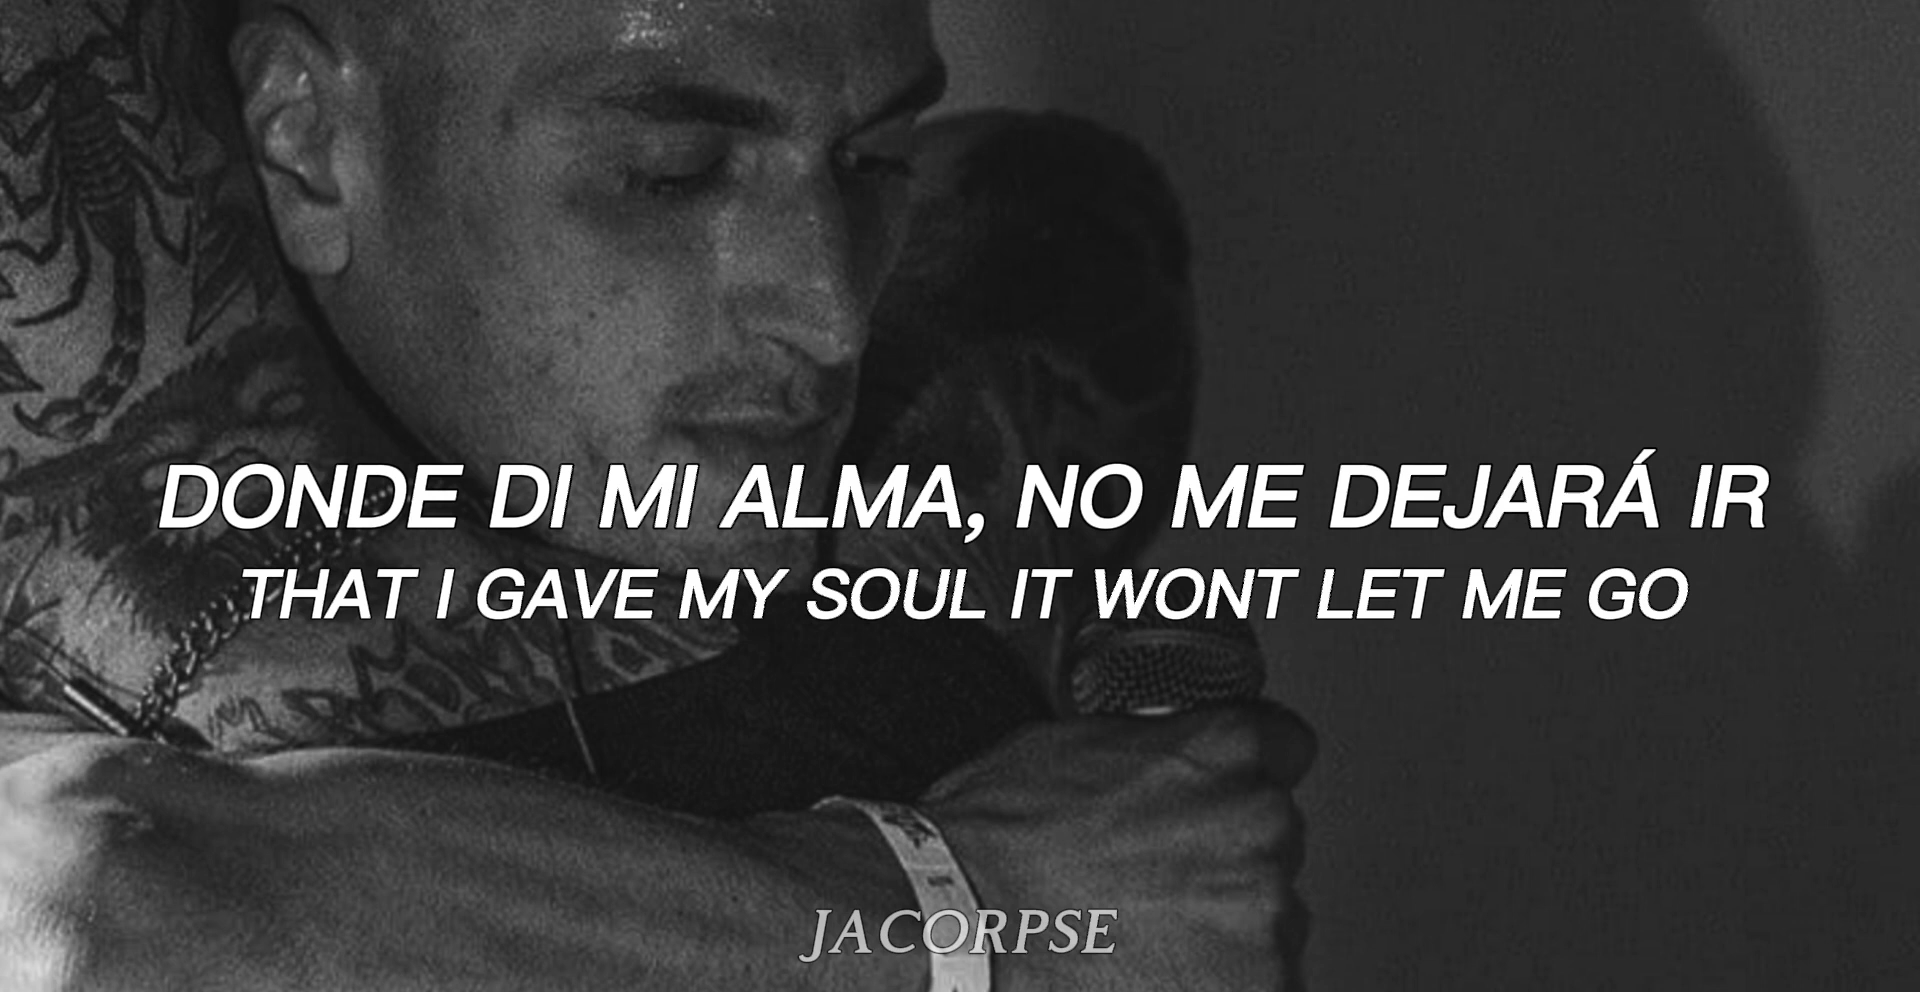 DONDE DI MI ALMA, NO ME DEJARÁ IR
THAT I GAVE MY SOUL IT WONT LET ME GO
JACORPSE